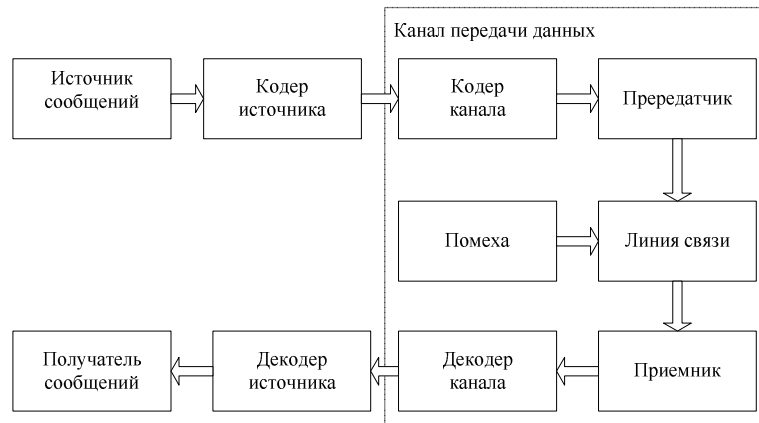 Канал передачи данных
Источник
сообщений
Кодер
источника
Кодер
канала
Прередатчик
Помеха
Линия связи
Получатель
сообщений
Декодер
источника
Декодер
канала
Приемник